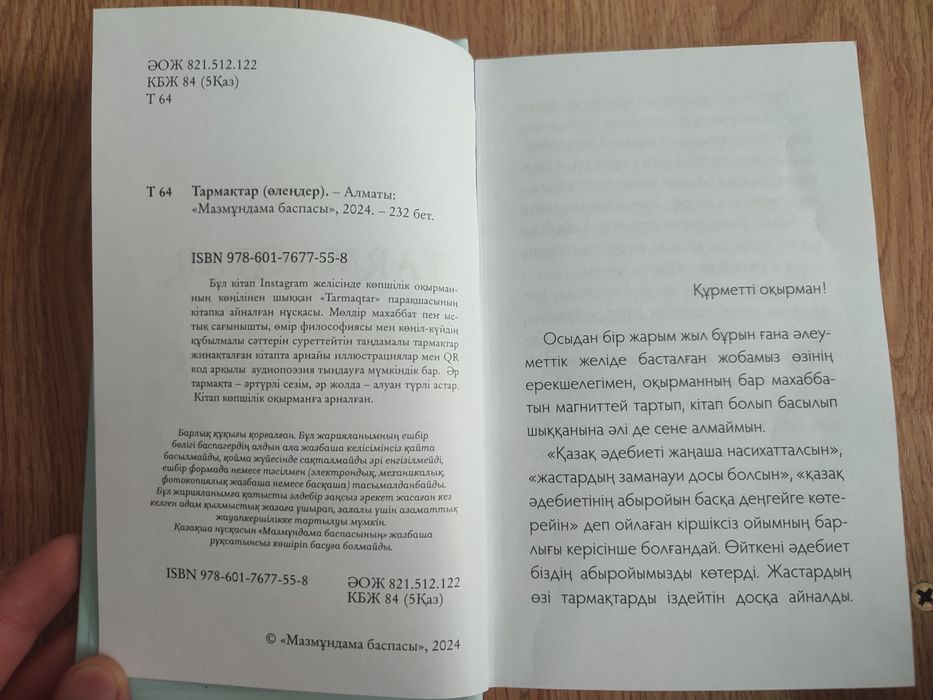 ӘОЖ 821.512.122
КБЖ 84 (5Қаз)
Т 64
Т 64 Тармақтар (өлеңдер). – Алматы:
«Мазмұндама баспасы», 2024. – 232 бет.
ISBN 978-601-7677-55-8
Бұл кітап Instagram желісінде көпшілік оқырман-
ның көңілінен шыққан «Tarmaqtar» парақшасының
кітапқа айналған нұсқасы. Мөлдір махаббат пен ыс-
тық сағынышты, өмір философиясы мен көңіл-күйдің
құбылмалы сәттерін суреттейтін таңдамалы тармақтар
жинақталған кітапта арнайы иллюстрациялар мен QR
код арқылы аудиопоэзия тыңдауға мүмкіндік бар. Әр
тармақта – әртүрлі сезім, әр жолда – алуан түрлі астар.
Кітап көпшілік оқырманға арналған.
Барлық құқығы қорғалған. Бұл жарияланымның ешбір
бөлігі баспагердің алдын ала жазбаша келісімінсіз қайта
басылмайды, қойма жүйесінде сақталмайды әрі енгізілмейді,
ешбір формада немесе тәсілмен (электрондық, механикалық,
фотокопиялық жазбаша немесе басқаша) тасымалданбайды.
Бұл жарияланымға қатысты әлдебір заңсыз әрекет жасаған кез
келген адам қылмыстық жазаға ұшырап, залалы үшін азаматтық
жауапкершілікке тартылуы мүмкін.
Қазақша нұсқасын «Мазмұндама баспасының» жазбаша
рұқсатынсыз көшіріп басуға болмайды.
ISBN 978-601-7677-55-8
ӘОЖ 821.512.122
КБЖ 84 (5Қаз)
© «Мазмұндама баспасы», 2024
Құрметті оқырман!
Осыдан бір жарым жыл бұрын ғана әлеу-
меттік желіде басталған жобамыз өзінің
ерекшелегімен, оқырманның бар махабба-
тын магниттей тартып, кітап болып басылып
шыққанына әлі де сене алмаймын.
«Қазақ әдебиеті жаңаша насихатталсын»,
«жастардың заманауи досы болсын», «қазақ
әдебиетінің абыройын басқа деңгейге көте-
рейін» деп ойлаған кіршіксіз ойымның бар-
лығы керісінше болғандай. Өйткені әдебиет
біздің абыройымызды көтерді. Жастардың
өзі тармақтарды іздейтін досқа айналды.